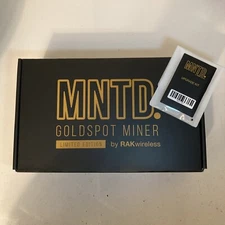 MNTD.
GOLDSPOT MINER
LIMITED EDITION
by RAKwireless
MNTD.